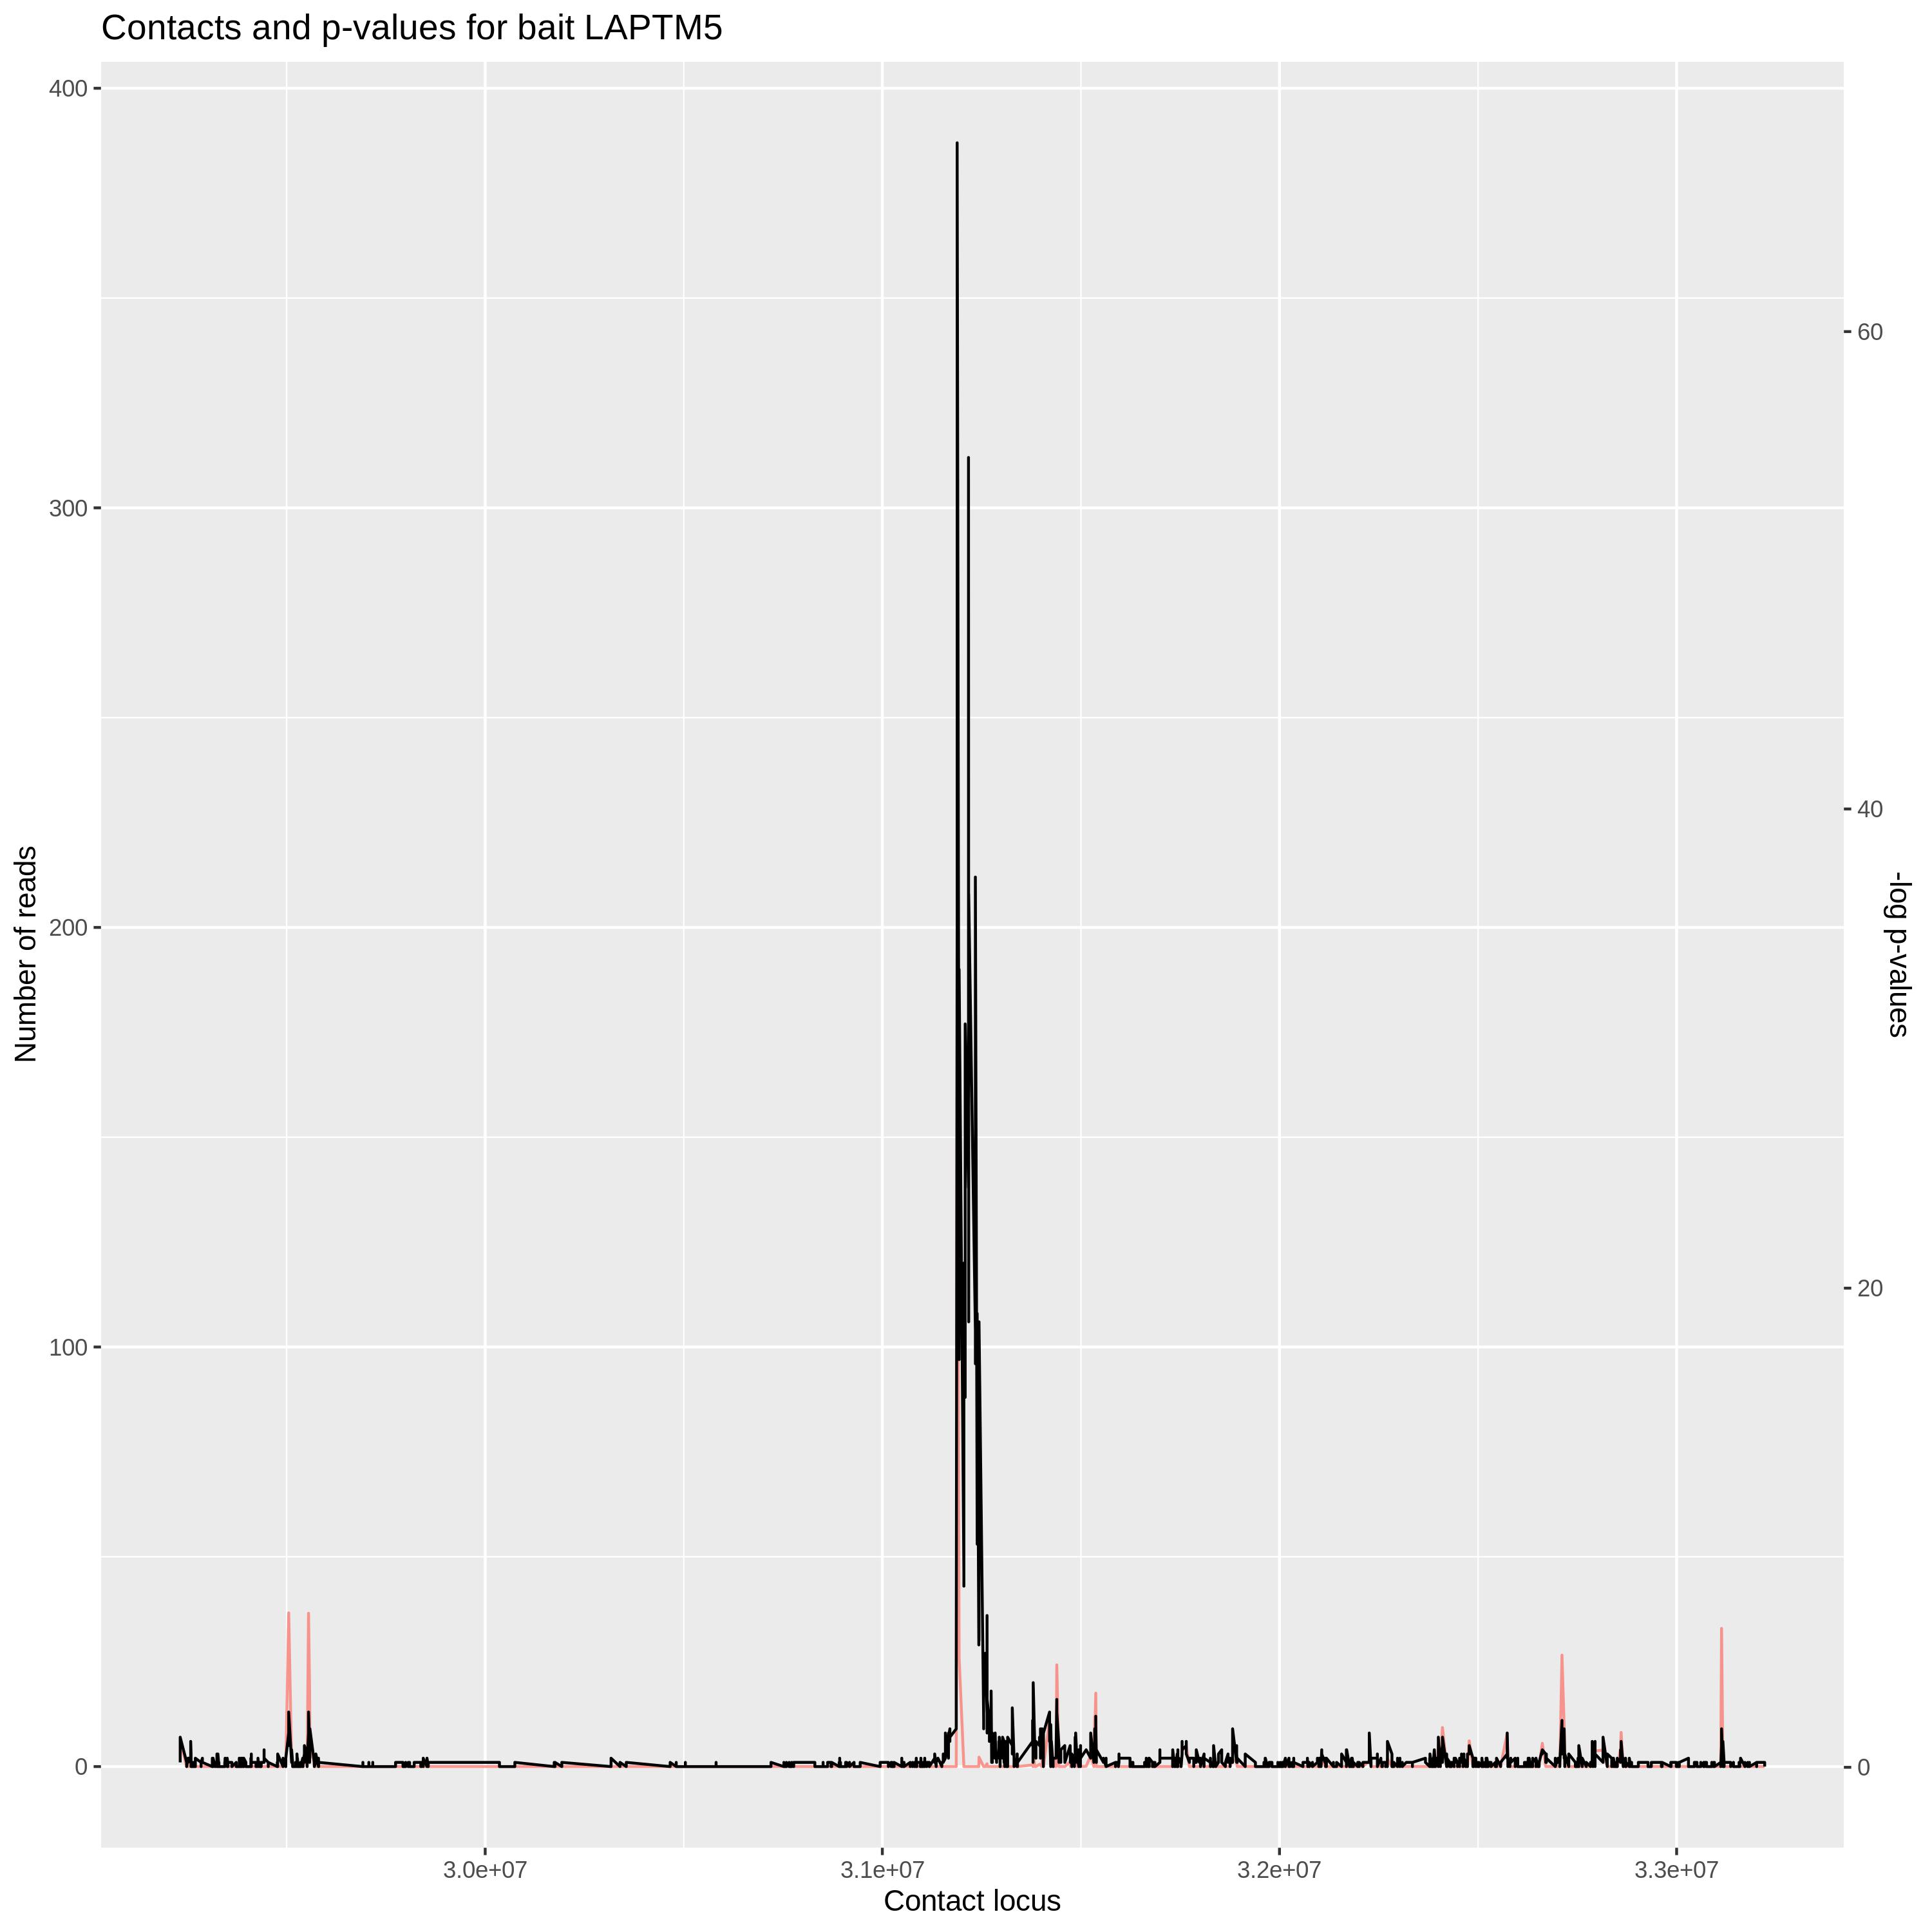 Contacts and p-values for bait LAPTM5
400
300
200
100
0
Number of reads
60
40
20
0
-log p-values
3.0e+07
3.1e+07
3.2e+07
3.3e+07
Contact locus